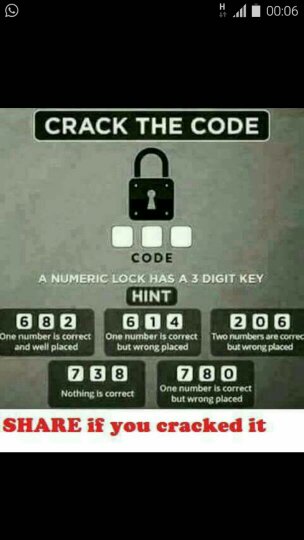 H
00:06
CRACK THE CODE
CODE
A NUMERIC LOCK HAS A 3 DIGIT KEY
HINT
6 8 2
One number is correct
and well placed
6 1 4
One number is correct
but wrong placed
2 0 6
Two numbers are correc
but wrong placed
7 3 8
Nothing is correct
7 8 0
One number is correct
but wrong placed
SHARE if you cracked it